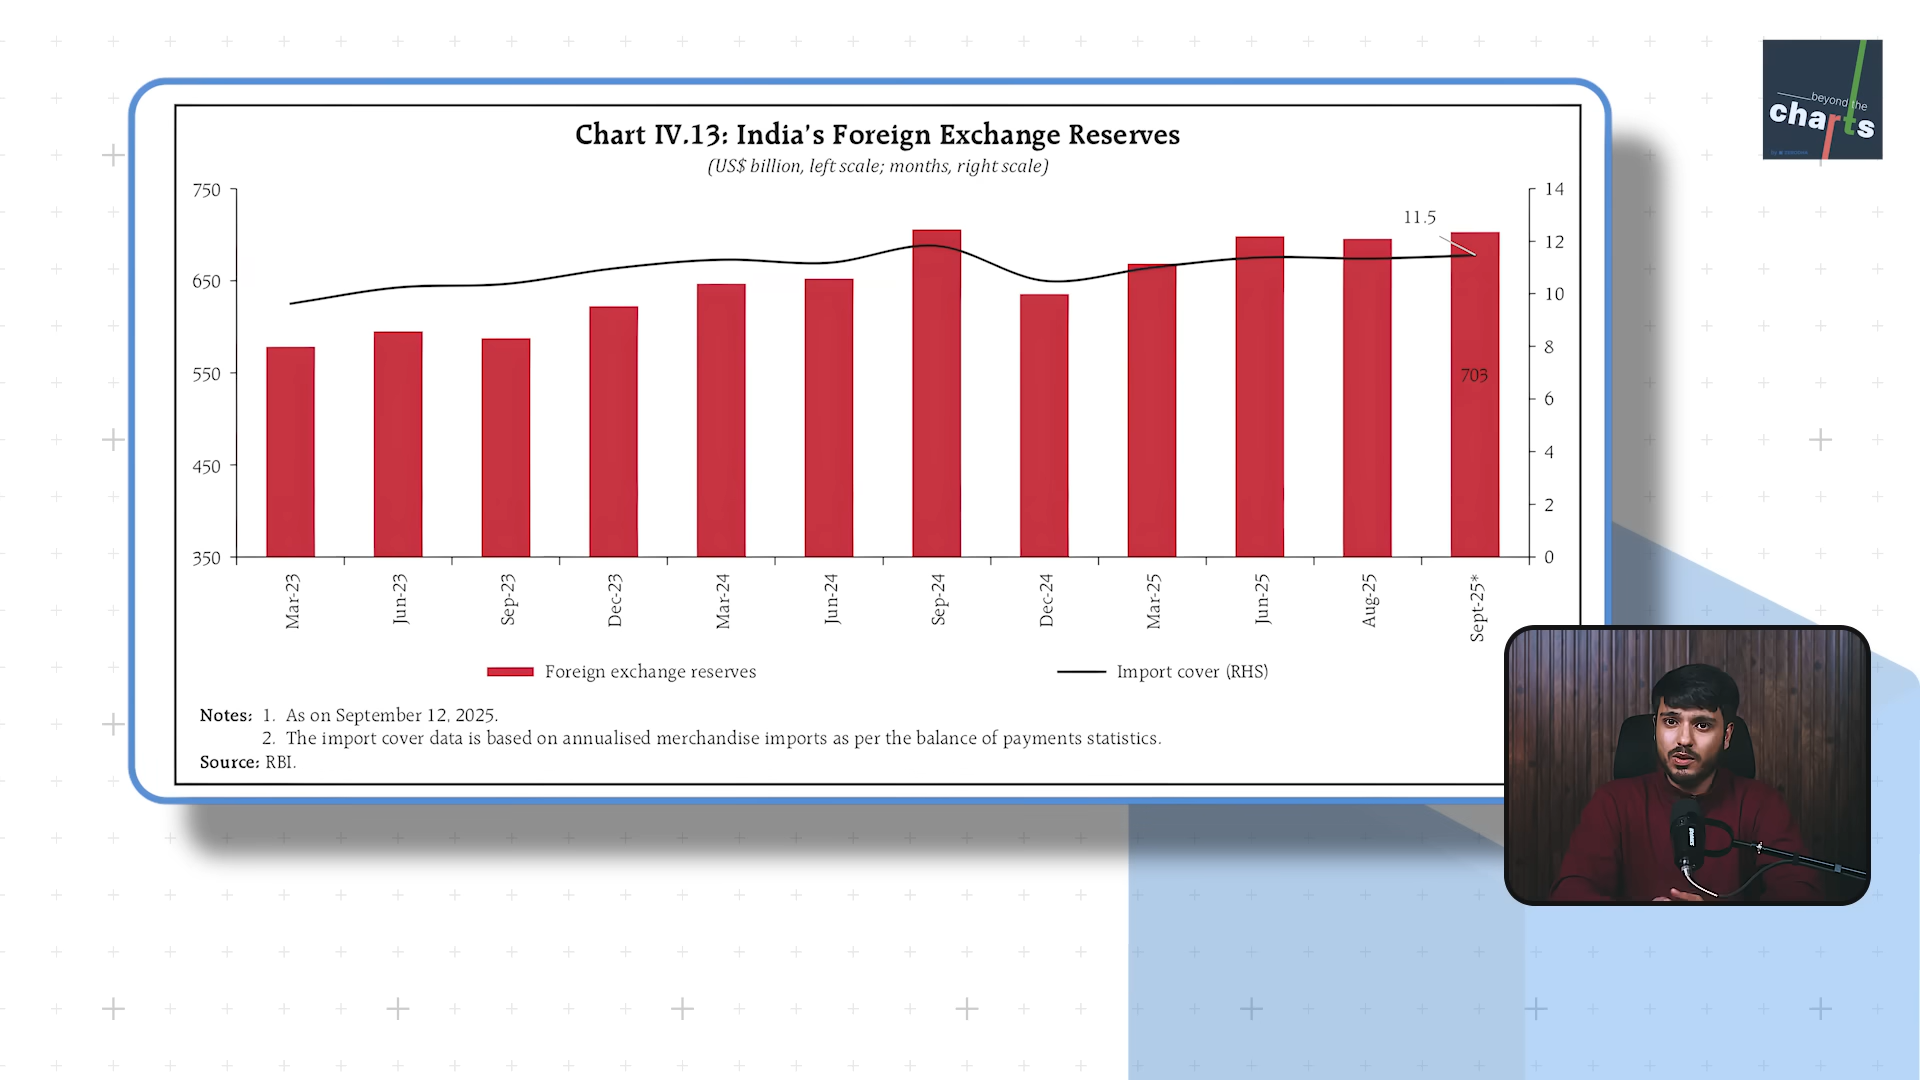 beyond the
charts
Chart IV.13: India's Foreign Exchange Reserves
(US$ billion, left scale; months, right scale)
750
650
550
450
350
14
12
10
8
6
4
2
0
11.5
703
Mar-23
Jun-23
Sep-23
Dec-23
Mar-24
Jun-24
Sep-24
Dec-24
Mar-25
Jun-25
Aug-25
Sept-25*
Foreign exchange reserves
Import cover (RHS)
Notes: 1. As on September 12, 2025.
2. The import cover data is based on annualised merchandise imports as per the balance of payments statistics.
Source: RBI.